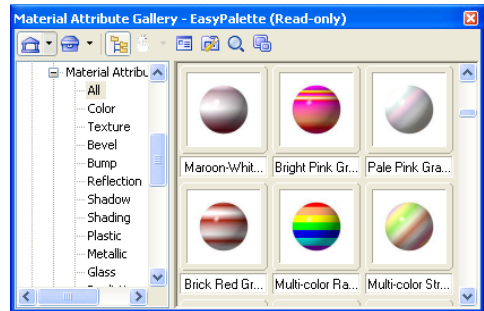 Material Attribute Gallery - EasyPalette (Read-only)
Material Attribu
All
Color
Texture
Bevel
Bump
Reflection
Shadow
Shading
Plastic
Metallic
Glass
Maroon-Whit...
Bright Pink Gr...
Pale Pink Gra...
Brick Red Gr...
Multi-color Ra...
Multi-color Str...